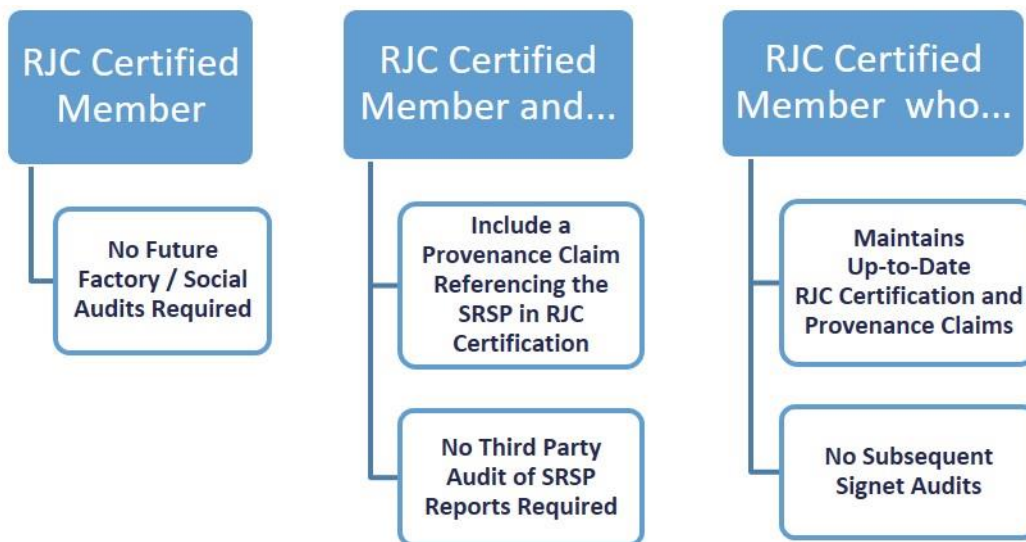 RJC Certified
Member
No Future
Factory / Social
Audits Required
RJC Certified
Member and...
Include a
Provenance Claim
Referencing the
SRSP in RJC
Certification
No Third Party
Audit of SRSP
Reports Required
RJC Certified
Member who...
Maintains
Up-to-Date
RJC Certification and
Provenance Claims
No Subsequent
Signet Audits